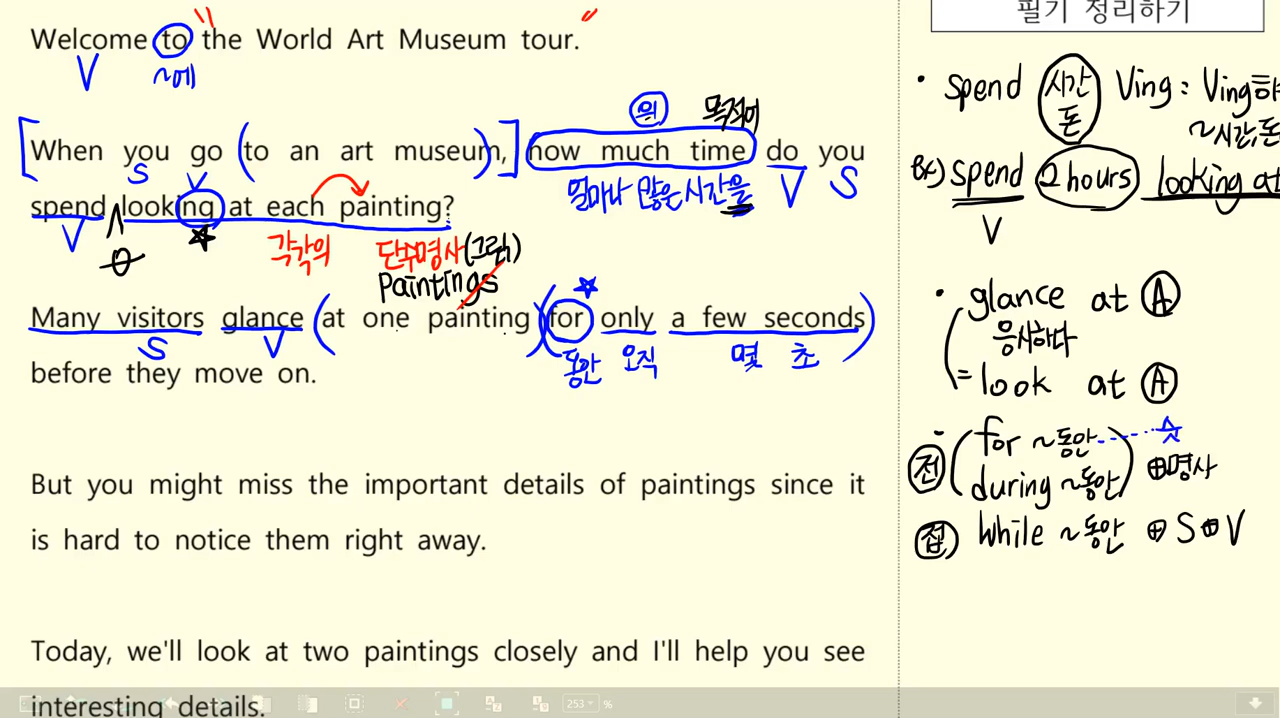 Welcome to the World Art Museum tour.
V ~에
의 목적어
When you go to an art museum, how much time do you
S V 얼마나 많은 시간을 V S
spend looking at each painting?
V 각각의 단수명사(그림)
Paintings
Many visitors glance (at one painting) (for only a few seconds)
S V 동안 오직 몇 초
before they move on.
But you might miss the important details of paintings since it
is hard to notice them right away.
Today, we'll look at two paintings closely and I'll help you see
interesting details.
필기 정리하기
• spend 시간 돈 Ving : Ving하
~시간,돈
ex) spend 2 hours looking at
V
• glance at A
응시하다
= look at A
• 전 for ~동안
during ~동안 ⊕명사
접 While ~동안 ⊕ S ⊕ V
253 %